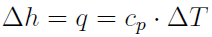 Δh = q = c_p · ΔT